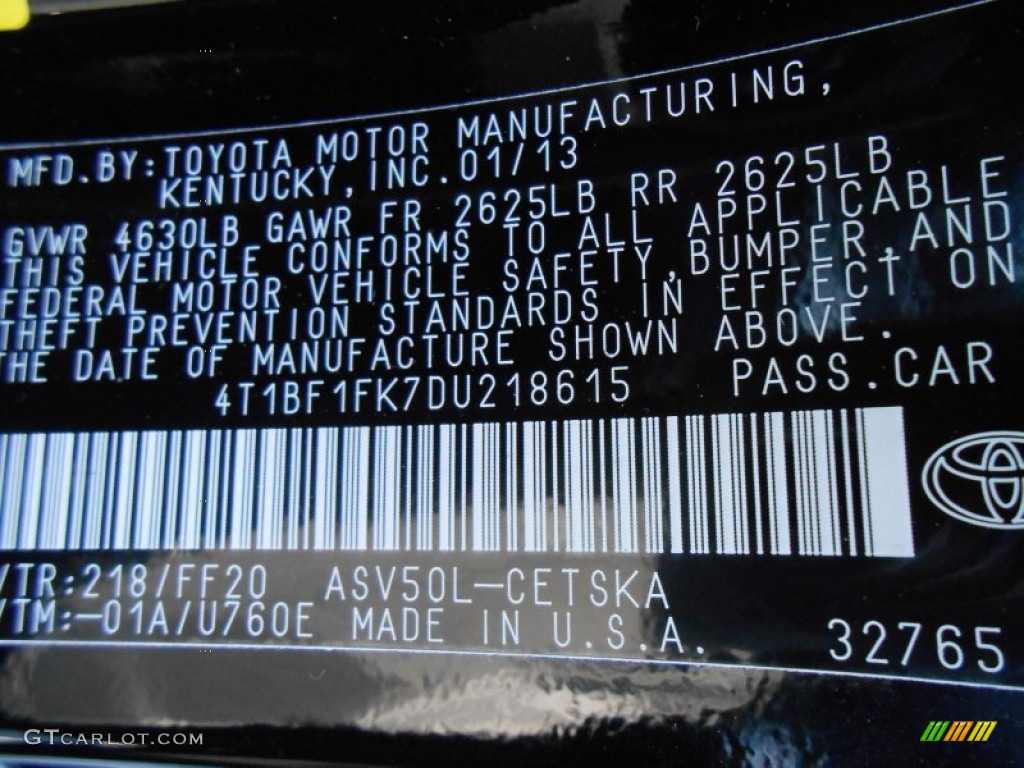 MFD.BY:TOYOTA MOTOR MANUFACTURING,
KENTUCKY,INC.01/13
GVWR 4630LB GAWR FR 2625LB RR 2625LB
THIS VEHICLE CONFORMS TO ALL APPLICABLE
FEDERAL MOTOR VEHICLE SAFETY,BUMPER,AND
THEFT PREVENTION STANDARDS IN EFFECT ON
THE DATE OF MANUFACTURE SHOWN ABOVE.
4T1BF1FK7DU218615 PASS.CAR
/TR:218/FF20 ASV50L-CETSKA
/TM:-01A/U760E MADE IN U.S.A. 32765
GTCARLOT.COM